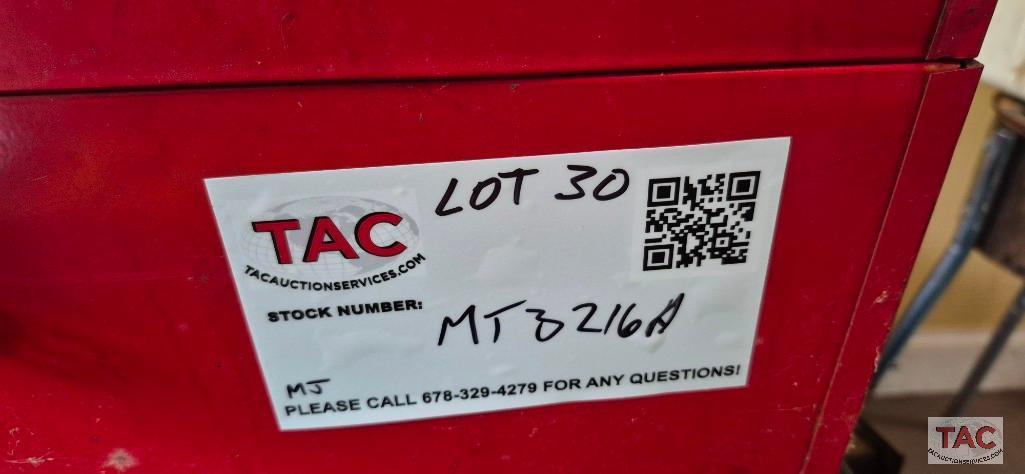 LOT 30
TAC
TACAUCTIONSERVICES.COM
STOCK NUMBER:
MT3216A
MJ
PLEASE CALL 678-329-4279 FOR ANY QUESTIONS!
TAC
TACAUCTIONSERVICES.COM